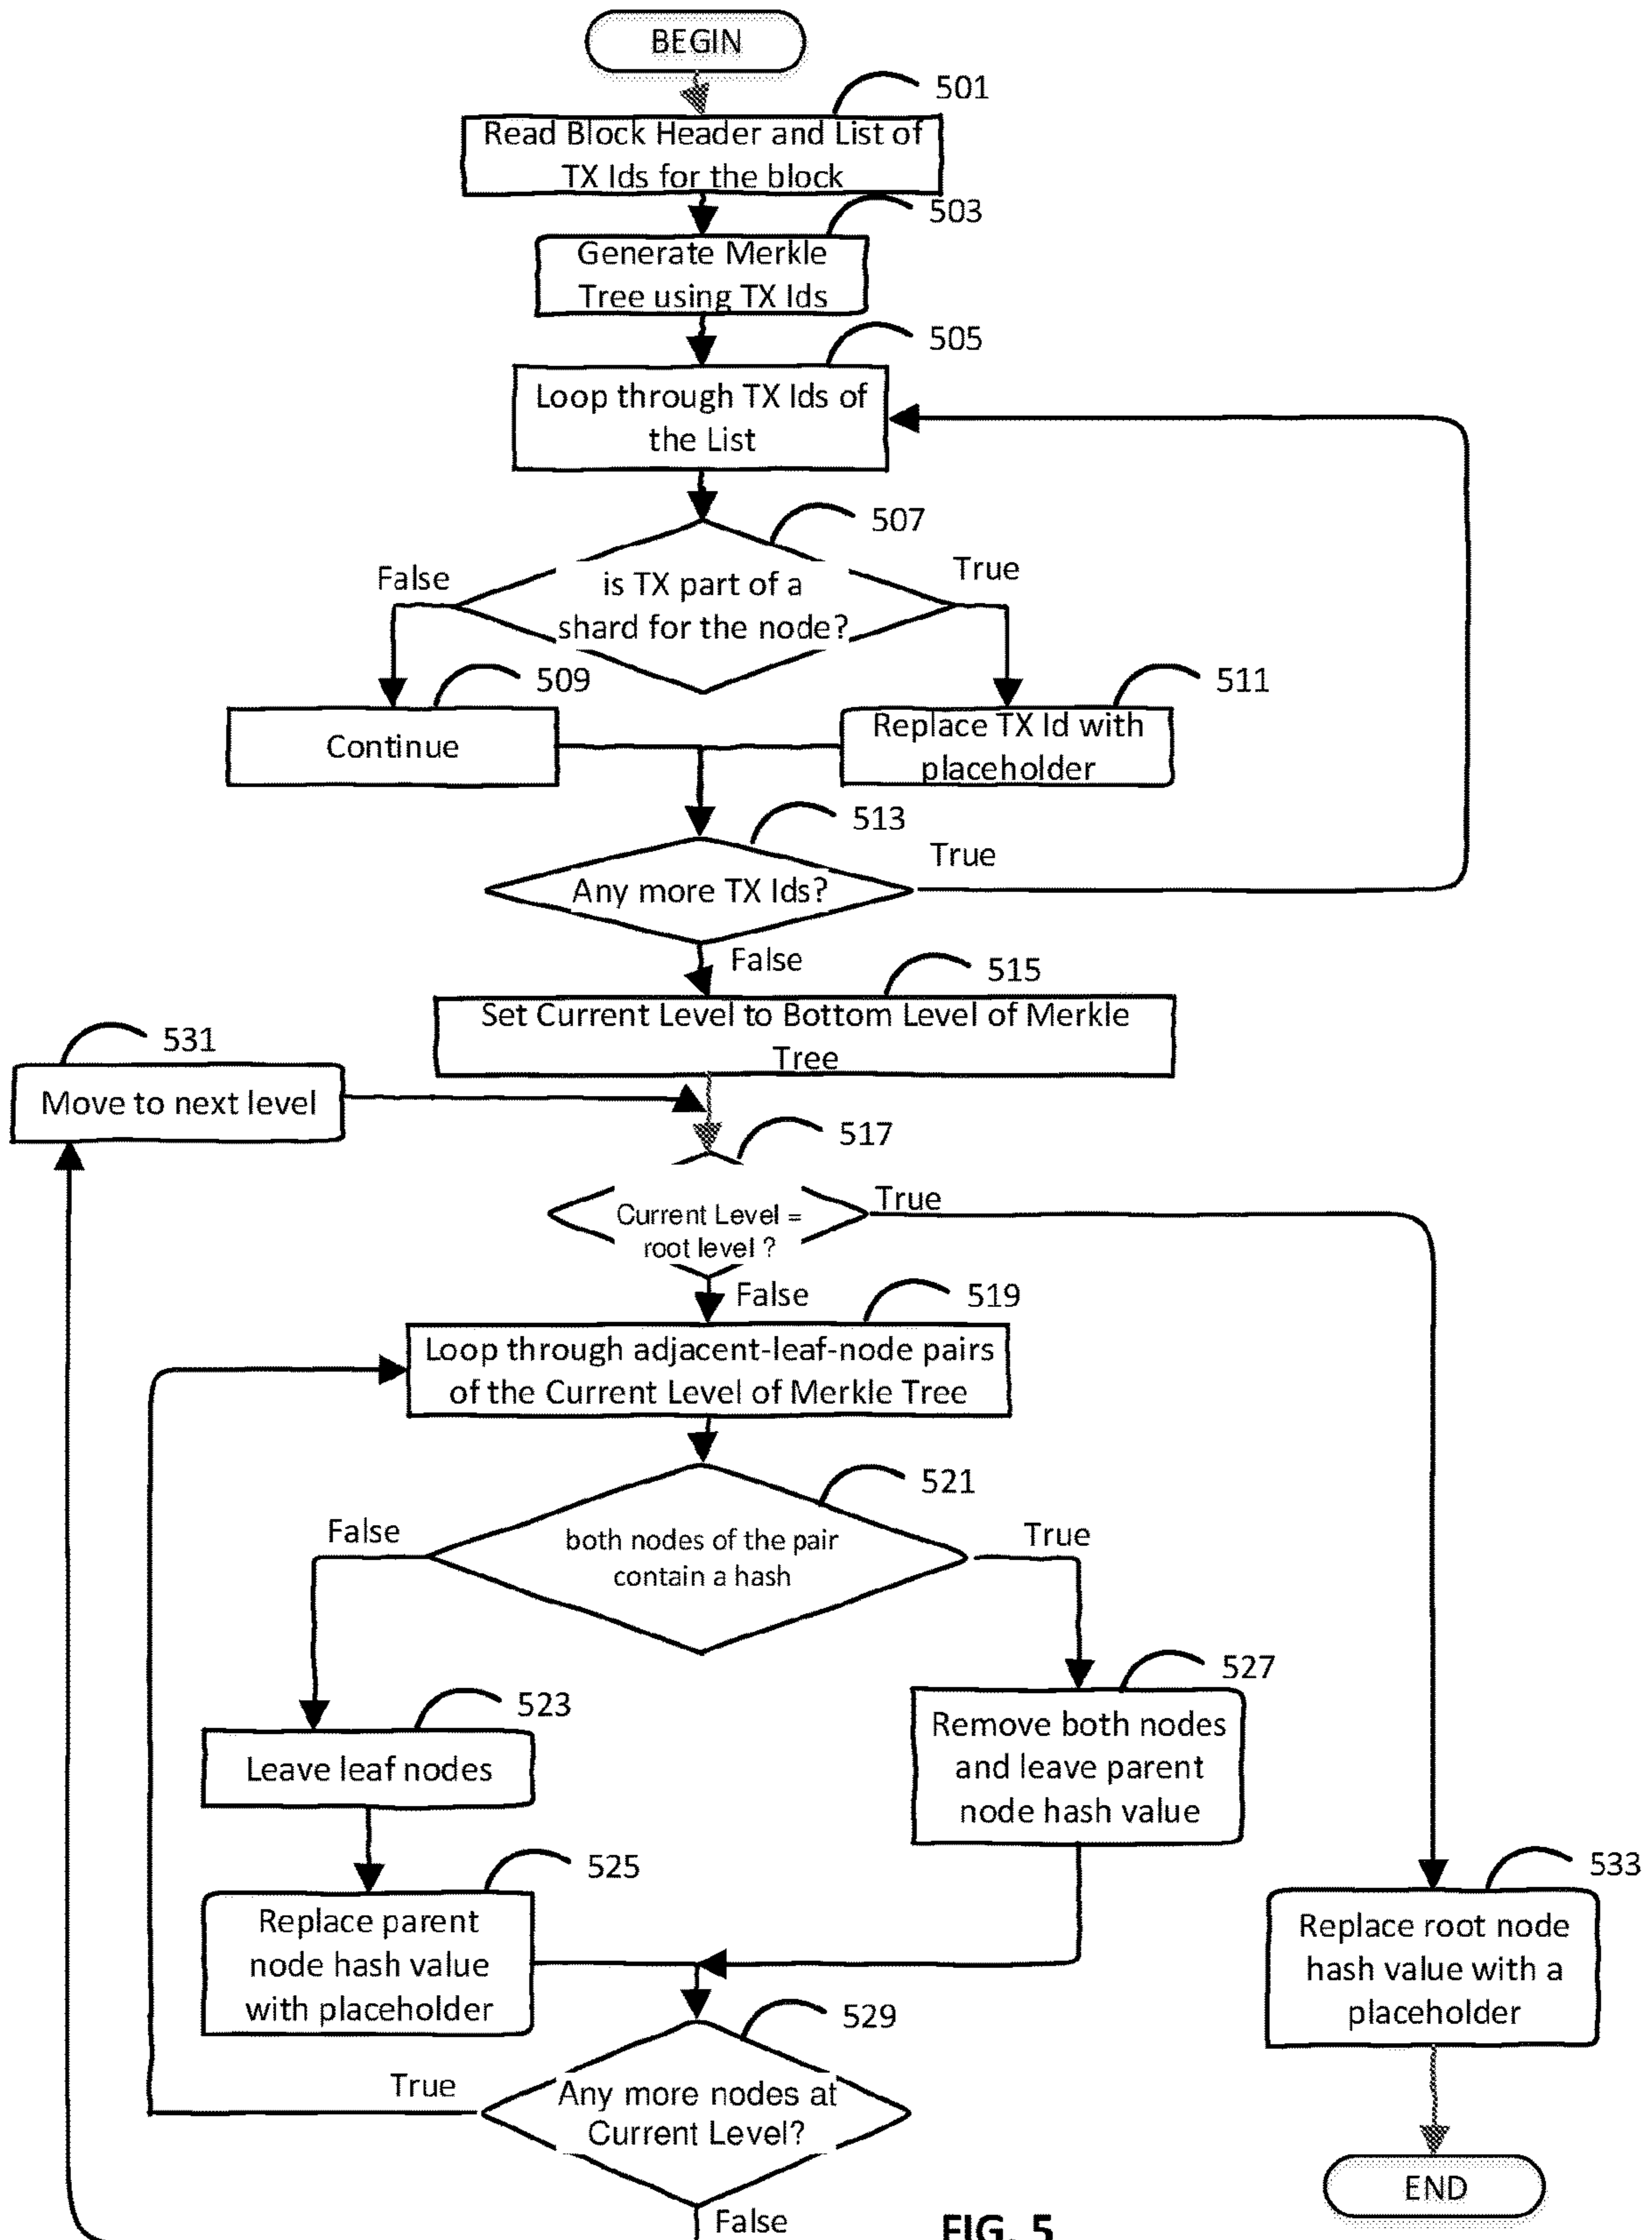 BEGIN
501
Read Block Header and List of
TX Ids for the block
503
Generate Merkle
Tree using TX Ids
505
Loop through TX Ids of
the List
507
is TX part of a
shard for the node?
False
True
509
Continue
511
Replace TX Id with
placeholder
513
Any more TX Ids?
True
False
515
Set Current Level to Bottom Level of Merkle
Tree
531
Move to next level
517
Current Level =
root level ?
True
False
519
Loop through adjacent-leaf-node pairs
of the Current Level of Merkle Tree
521
both nodes of the pair
contain a hash
False
True
523
Leave leaf nodes
527
Remove both nodes
and leave parent
node hash value
525
Replace parent
node hash value
with placeholder
533
Replace root node
hash value with a
placeholder
529
Any more nodes at
Current Level?
True
False
END
FIG. 5